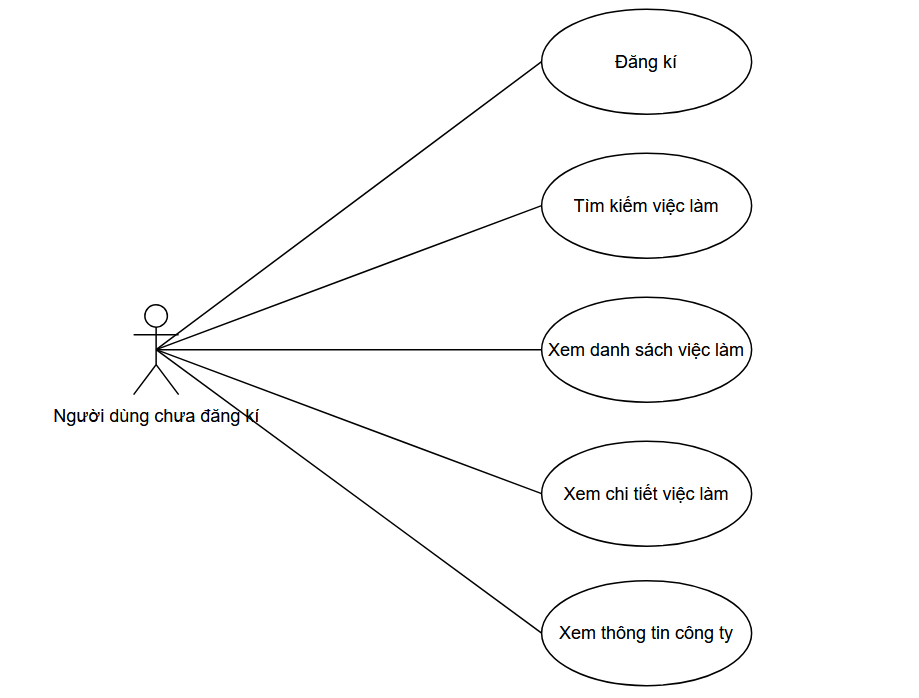 Đăng kí
Tìm kiếm việc làm
Xem danh sách việc làm
Người dùng chưa đăng kí
Xem chi tiết việc làm
Xem thông tin công ty